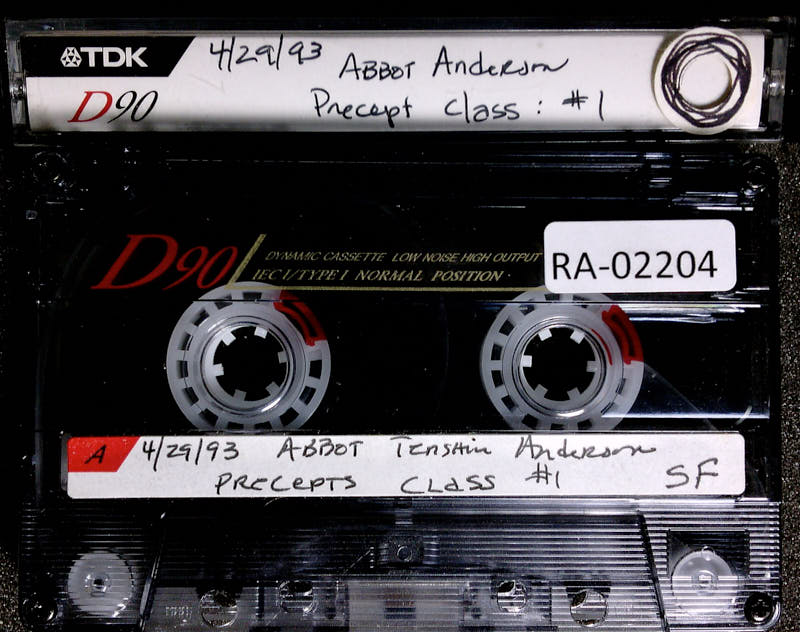 TDK
D90
4/29/93 Abbot Anderson
Precept Class: #1
D90
DYNAMIC CASSETTE LOW NOISE, HIGH OUTPUT
IEC I/TYPE I NORMAL POSITION
RA-02204
A
4/29/93 ABBOT TENSHIN Anderson
PRECEPTS CLASS #1
SF